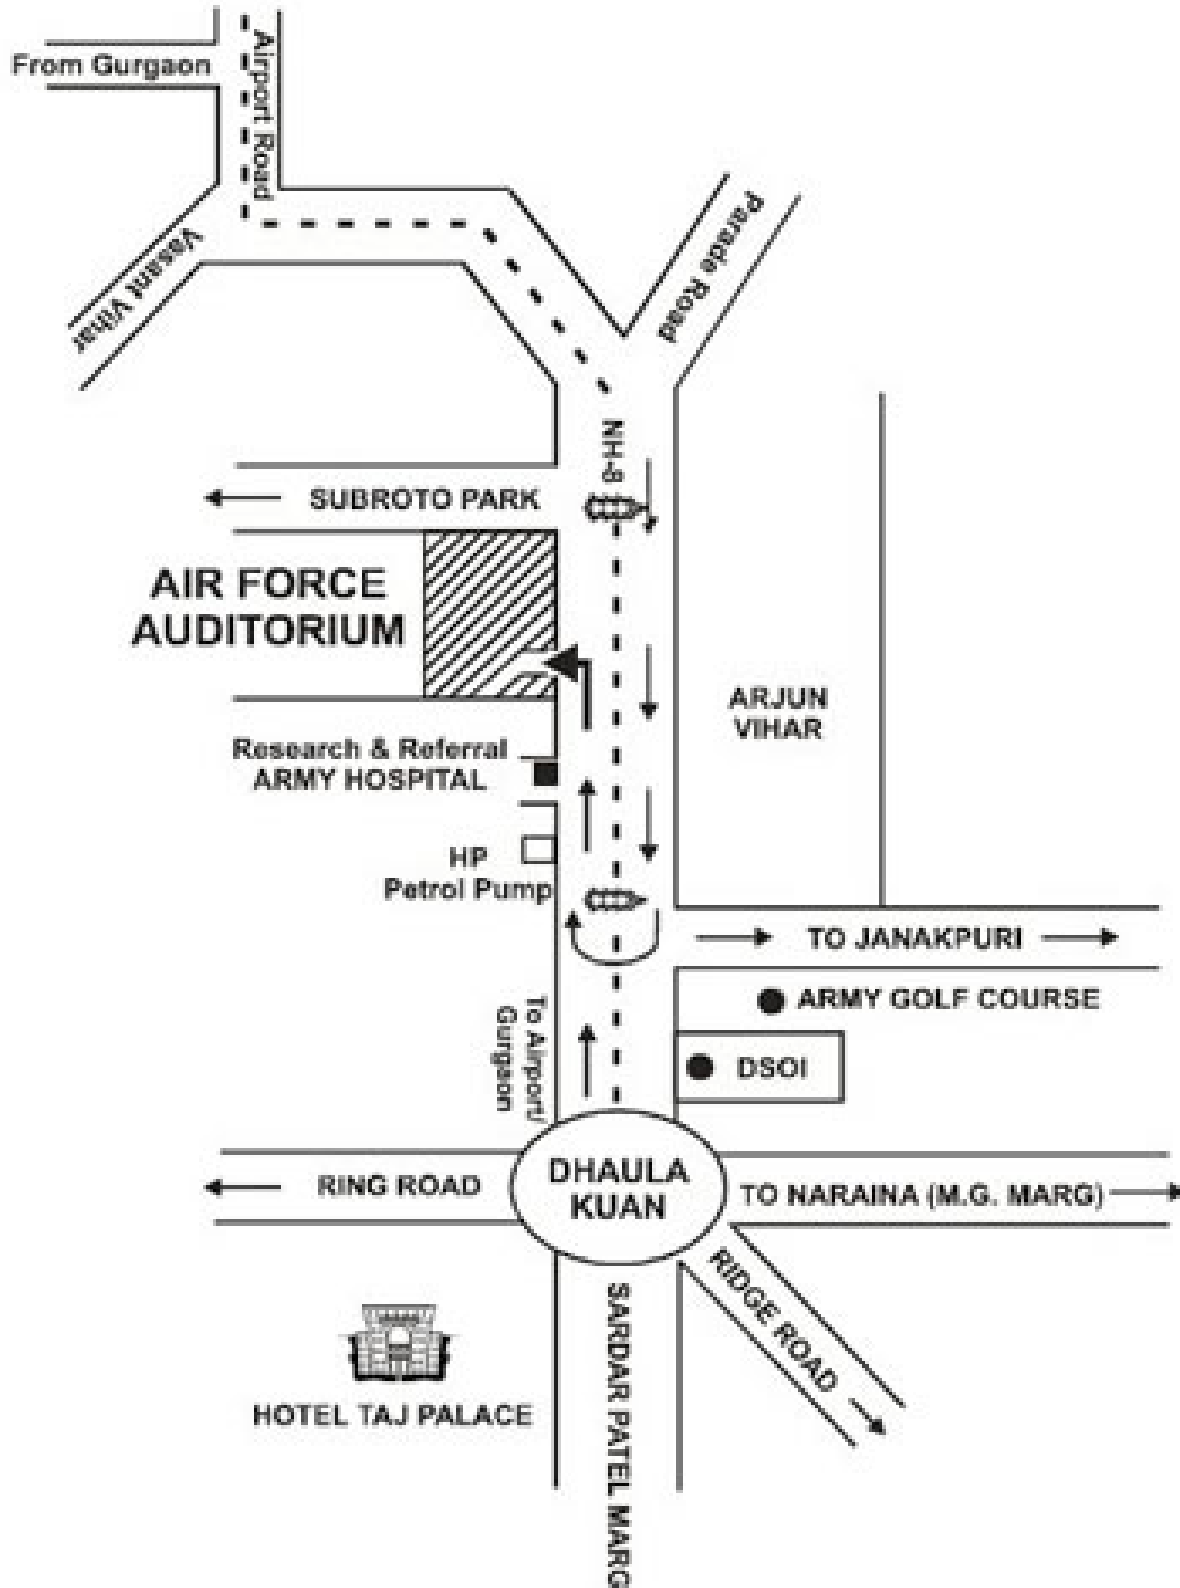 From Gurgaon
Airport Road
Vasant Vihar
Parade Road
NH-8
SUBROTO PARK
AIR FORCE
AUDITORIUM
ARJUN
VIHAR
Research & Referral
ARMY HOSPITAL
HP
Petrol Pump
TO JANAKPURI
ARMY GOLF COURSE
To Airport/
Gurgaon
DSOI
DHAULA
KUAN
RING ROAD
TO NARAINA (M.G. MARG)
RIDGE ROAD
SARDAR PATEL MARG
HOTEL TAJ PALACE